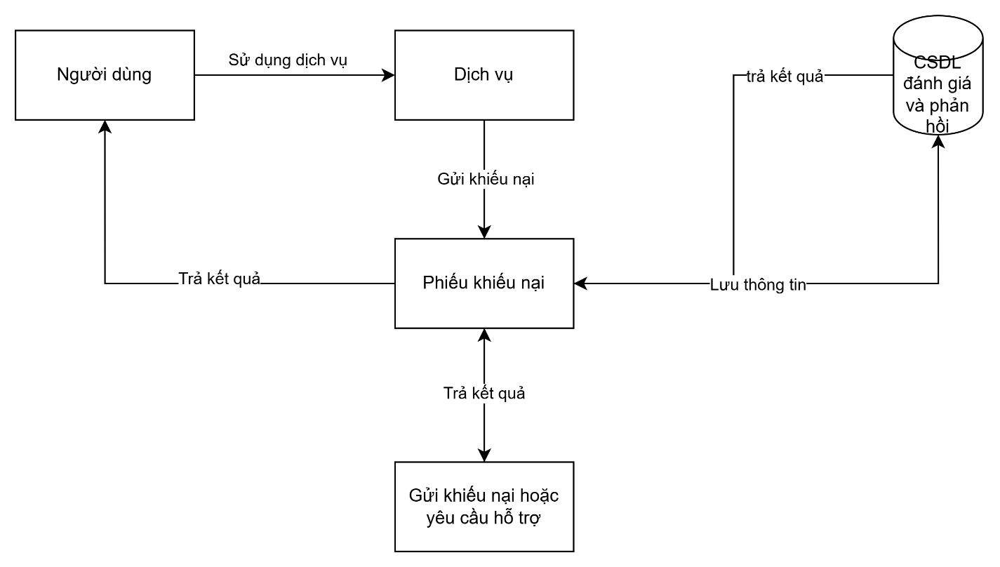 Người dùng
Sử dụng dịch vụ
Dịch vụ
trả kết quả
CSDL
đánh giá
và phản
hồi
Gửi khiếu nại
Trả kết quả
Phiếu khiếu nại
Lưu thông tin
Trả kết quả
Gửi khiếu nại hoặc
yêu cầu hỗ trợ